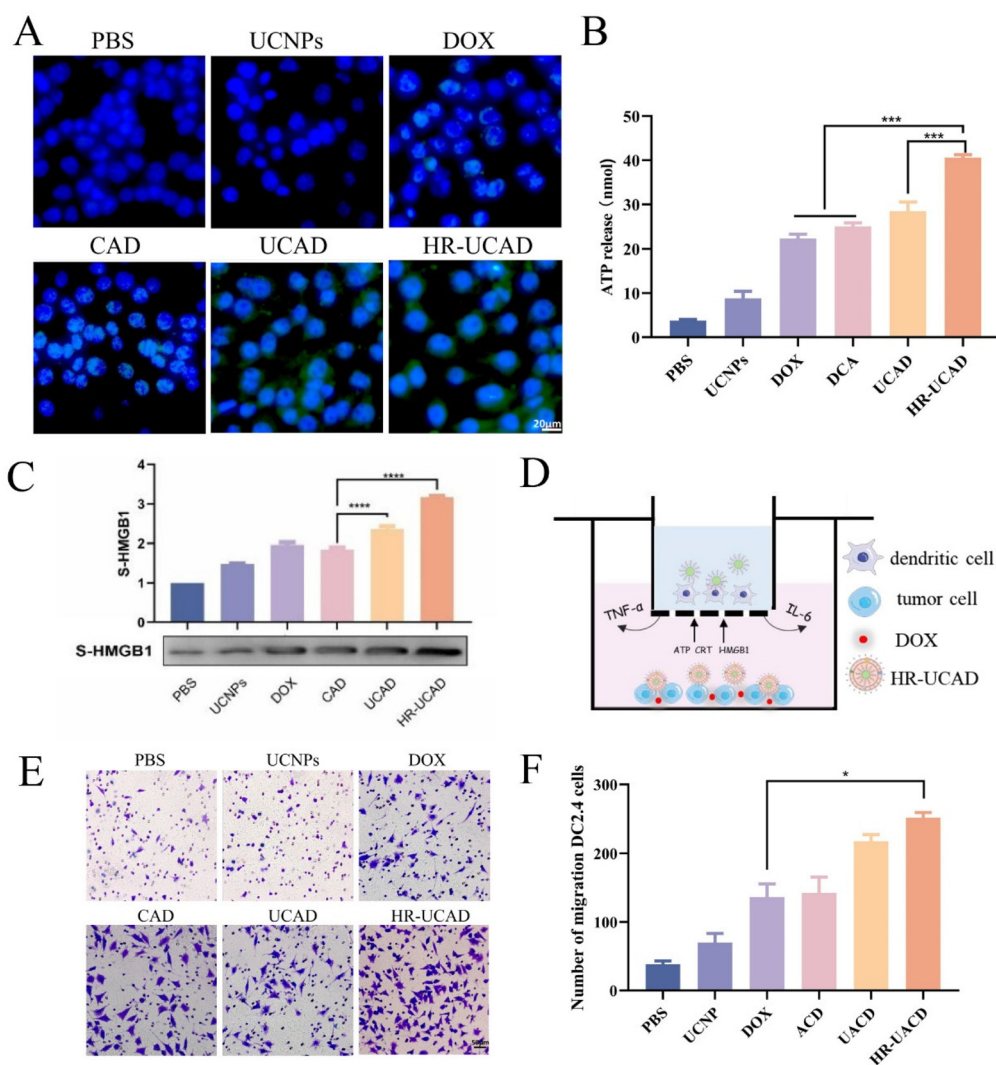 A
PBS UCNPs DOX
CAD UCAD HR-UCAD
20μm
B
ATP release (nmol)
50
40
30
20
10
0
***
***
PBS UCNPs DOX DCA UCAD HR-UCAD
C
S-HMGB1
4
3
2
1
0
****
****
S-HMGB1
PBS UCNPs DOX CAD UCAD HR-UCAD
D
TNF-α
IL-6
ATP CRT HMGB1
dendritic cell
tumor cell
DOX
HR-UCAD
E
PBS UCNPs DOX
CAD UCAD HR-UCAD
F
Number of migration DC2.4 cells
300
200
100
0
*
PBS UCNP DOX ACD UACD HR-UACD